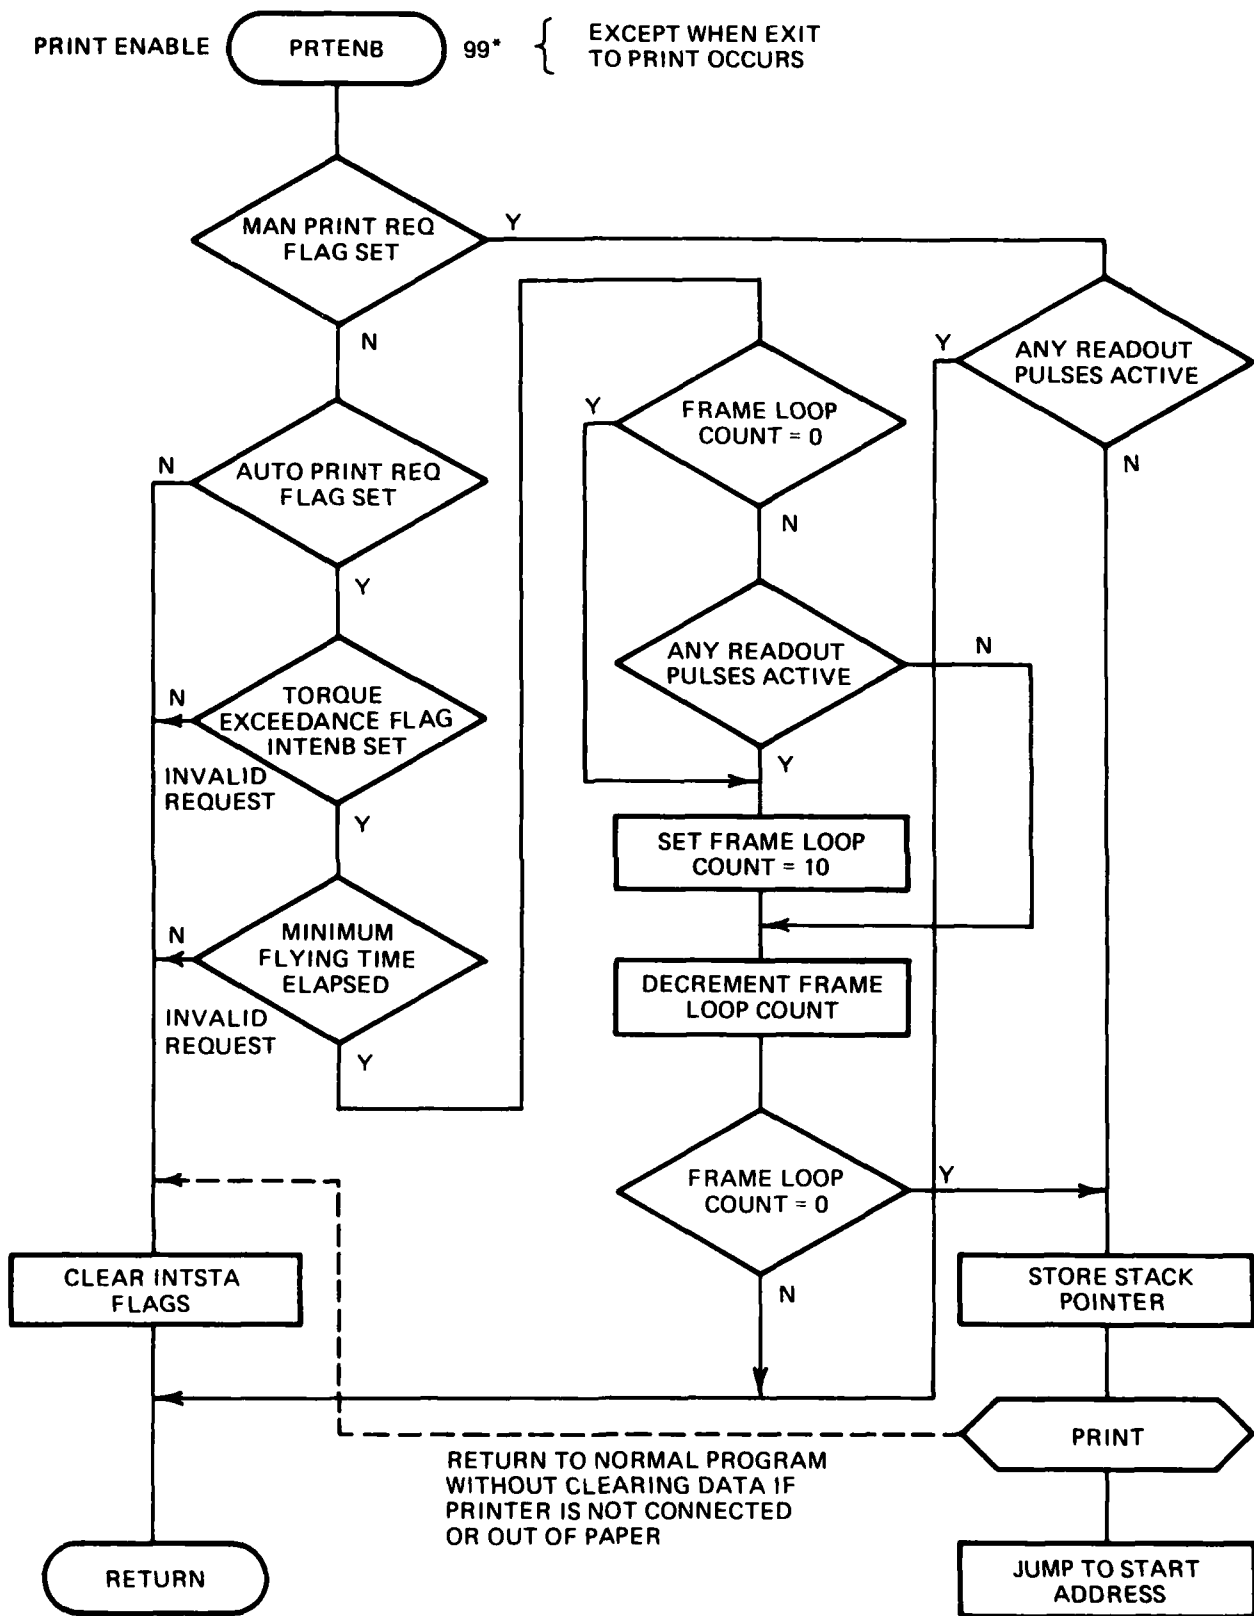 PRINT ENABLE
PRTENB
99*
EXCEPT WHEN EXIT
TO PRINT OCCURS
MAN PRINT REQ
FLAG SET
Y
N
ANY READOUT
PULSES ACTIVE
Y
N
AUTO PRINT REQ
FLAG SET
N
Y
TORQUE
EXCEEDANCE FLAG
INTENB SET
N
INVALID
REQUEST
Y
MINIMUM
FLYING TIME
ELAPSED
N
INVALID
REQUEST
Y
FRAME LOOP
COUNT = 0
Y
N
ANY READOUT
PULSES ACTIVE
N
Y
SET FRAME LOOP
COUNT = 10
DECREMENT FRAME
LOOP COUNT
FRAME LOOP
COUNT = 0
Y
N
CLEAR INTSTA
FLAGS
STORE STACK
POINTER
PRINT
RETURN TO NORMAL PROGRAM
WITHOUT CLEARING DATA IF
PRINTER IS NOT CONNECTED
OR OUT OF PAPER
RETURN
JUMP TO START
ADDRESS